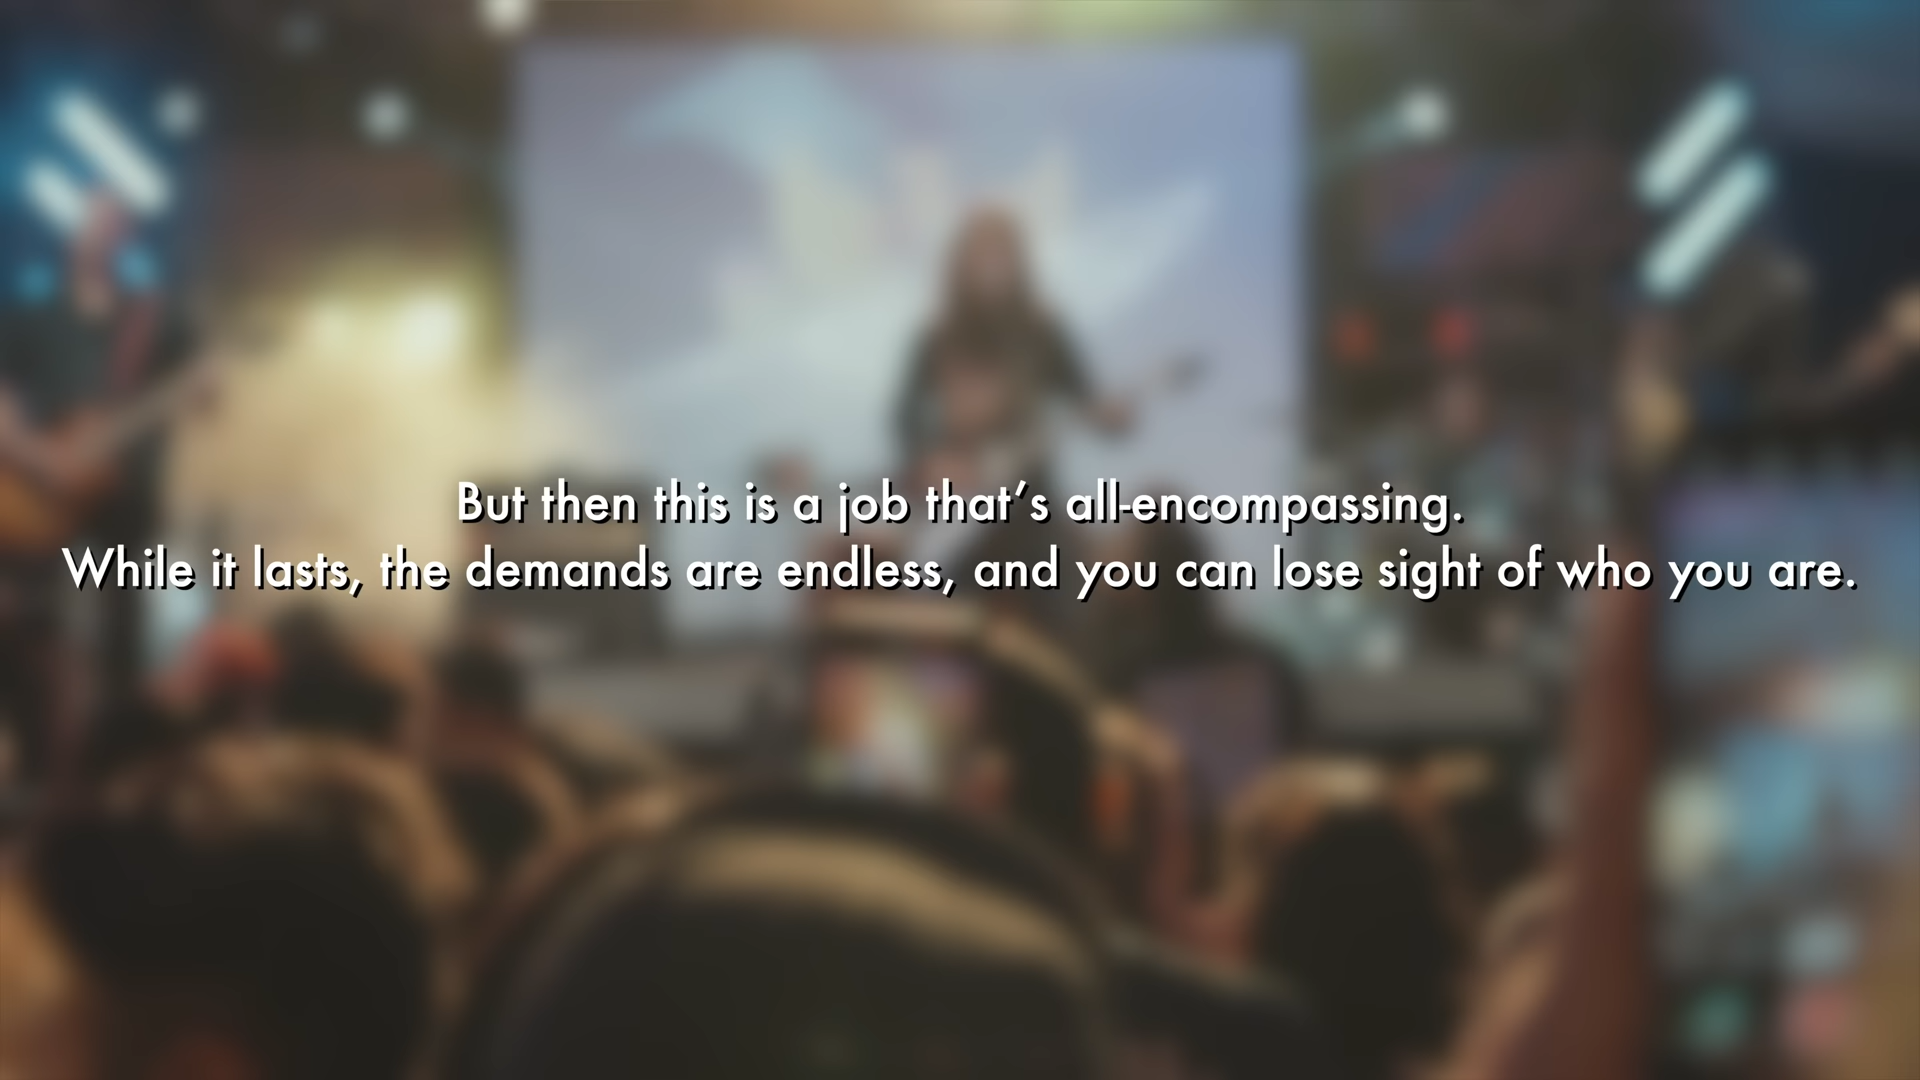 But then this is a job that’s all-encompassing.
While it lasts, the demands are endless, and you can lose sight of who you are.